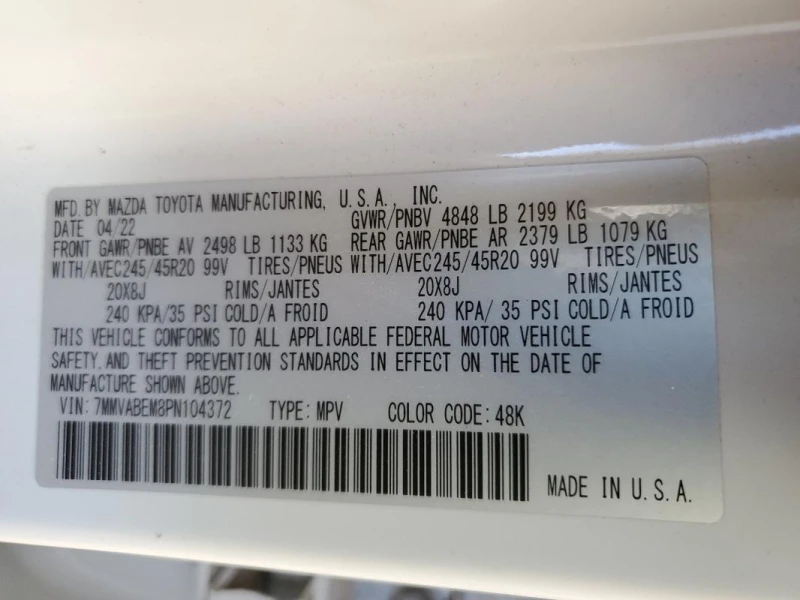 MFD. BY MAZDA TOYOTA MANUFACTURING, U.S.A., INC.
DATE 04/22 GVWR/PNBV 4848 LB 2199 KG
FRONT GAWR/PNBE AV 2498 LB 1133 KG REAR GAWR/PNBE AR 2379 LB 1079 KG
WITH/AVEC245/45R20 99V TIRES/PNEUS WITH/AVEC245/45R20 99V TIRES/PNEUS
20X8J RIMS/JANTES 20X8J RIMS/JANTES
240 KPA/35 PSI COLD/A FROID 240 KPA/ 35 PSI COLD/A FROID
THIS VEHICLE CONFORMS TO ALL APPLICABLE FEDERAL MOTOR VEHICLE
SAFETY, AND THEFT PREVENTION STANDARDS IN EFFECT ON THE DATE OF
MANUFACTURE SHOWN ABOVE.
VIN: 7MMVABEM8PN104372 TYPE: MPV COLOR CODE: 48K
MADE IN U.S.A.